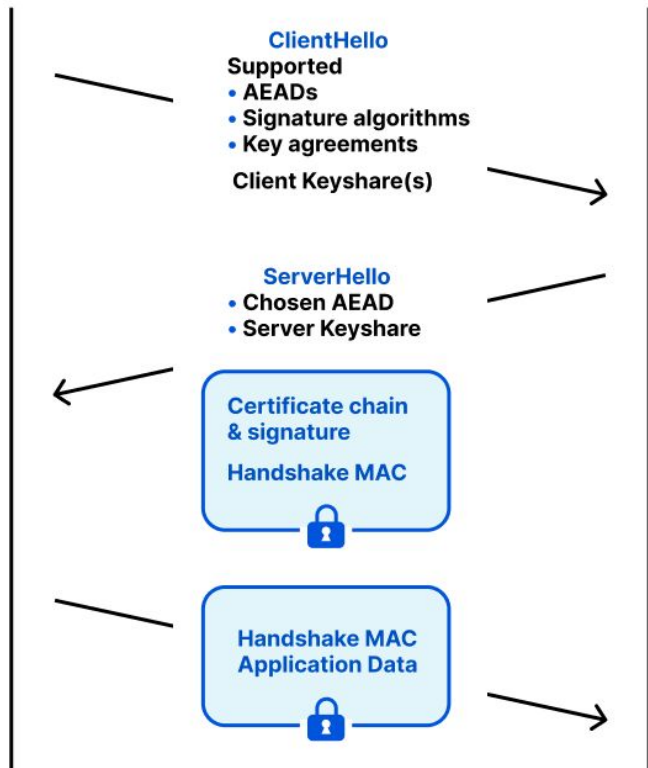 ClientHello
Supported
• AEADs
• Signature algorithms
• Key agreements
Client Keyshare(s)
ServerHello
• Chosen AEAD
• Server Keyshare
Certificate chain
& signature
Handshake MAC
Handshake MAC
Application Data